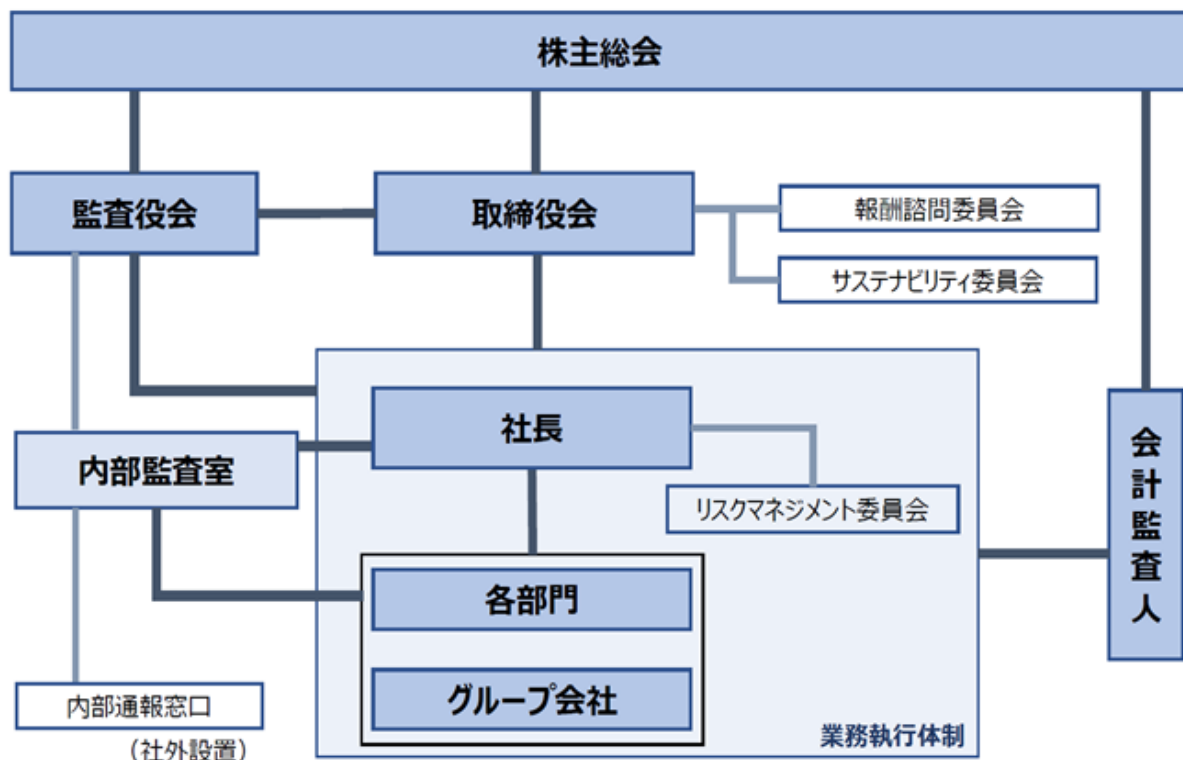 株主総会
監査役会
取締役会
報酬諮問委員会
サステナビリティ委員会
社長
内部監査室
リスクマネジメント委員会
会計監査人
各部門
グループ会社
内部通報窓口
（社外設置）
業務執行体制